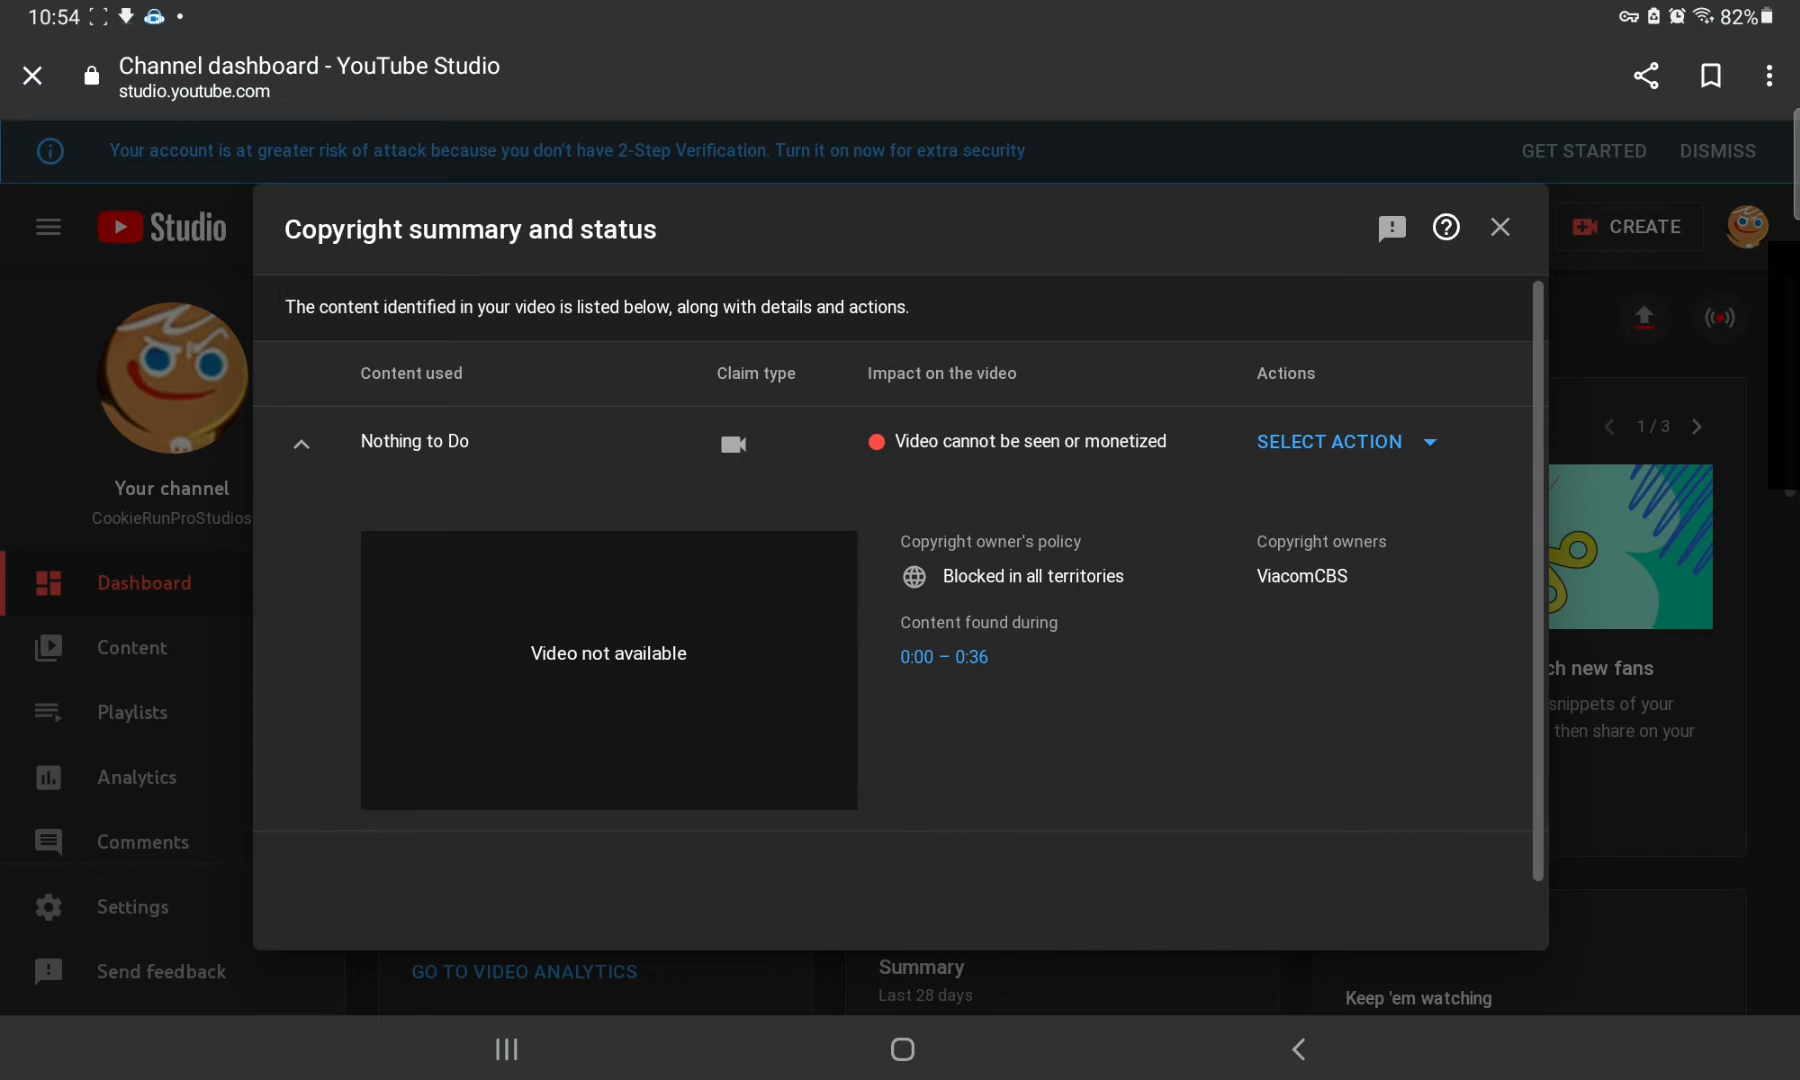 10:54
82%
Channel dashboard - YouTube Studio
studio.youtube.com
Your account is at greater risk of attack because you don't have 2-Step Verification. Turn it on now for extra security
GET STARTED
DISMISS
Studio
Copyright summary and status
CREATE
The content identified in your video is listed below, along with details and actions.
Content used
Claim type
Impact on the video
Actions
Nothing to Do
Video cannot be seen or monetized
SELECT ACTION
1 / 3
Your channel
CookieRunProStudios
Video not available
Copyright owner's policy
Blocked in all territories
Content found during
0:00 – 0:36
Copyright owners
ViacomCBS
Dashboard
Content
Playlists
Analytics
Comments
Settings
Send feedback
ch new fans
snippets of your
then share on your
GO TO VIDEO ANALYTICS
Summary
Last 28 days
Keep 'em watching